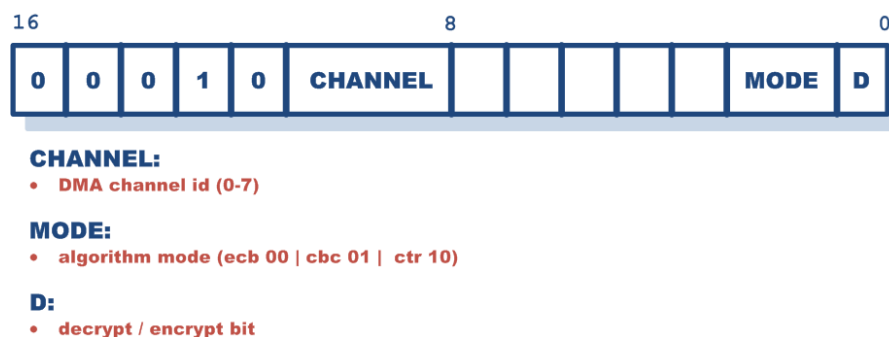 16 8 0
0 0 0 1 0 CHANNEL MODE D
CHANNEL:
• DMA channel id (0-7)
MODE:
• algorithm mode (ecb 00 | cbc 01 | ctr 10)
D:
• decrypt / encrypt bit